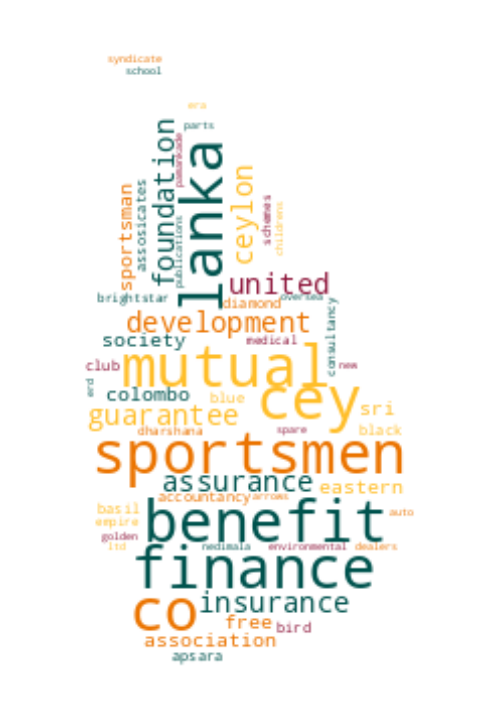 syndicate
school
era
parts
foundation
pamankade
lanka
sportsman
assosicates
publications
ceylon
schemes
childrens
united
brightstar
oversea
diamond
development
consultancy
society
medical
mutual
club
new
erd
colombo
blue
cey
guarantee
sri
dharshana
spare
black
sportsmen
assurance
eastern
accountancy
arrows
basil
benefit
auto
empire
golden
ltd
nedimala
environmental
dealers
finance
co
insurance
free
bird
association
apsara